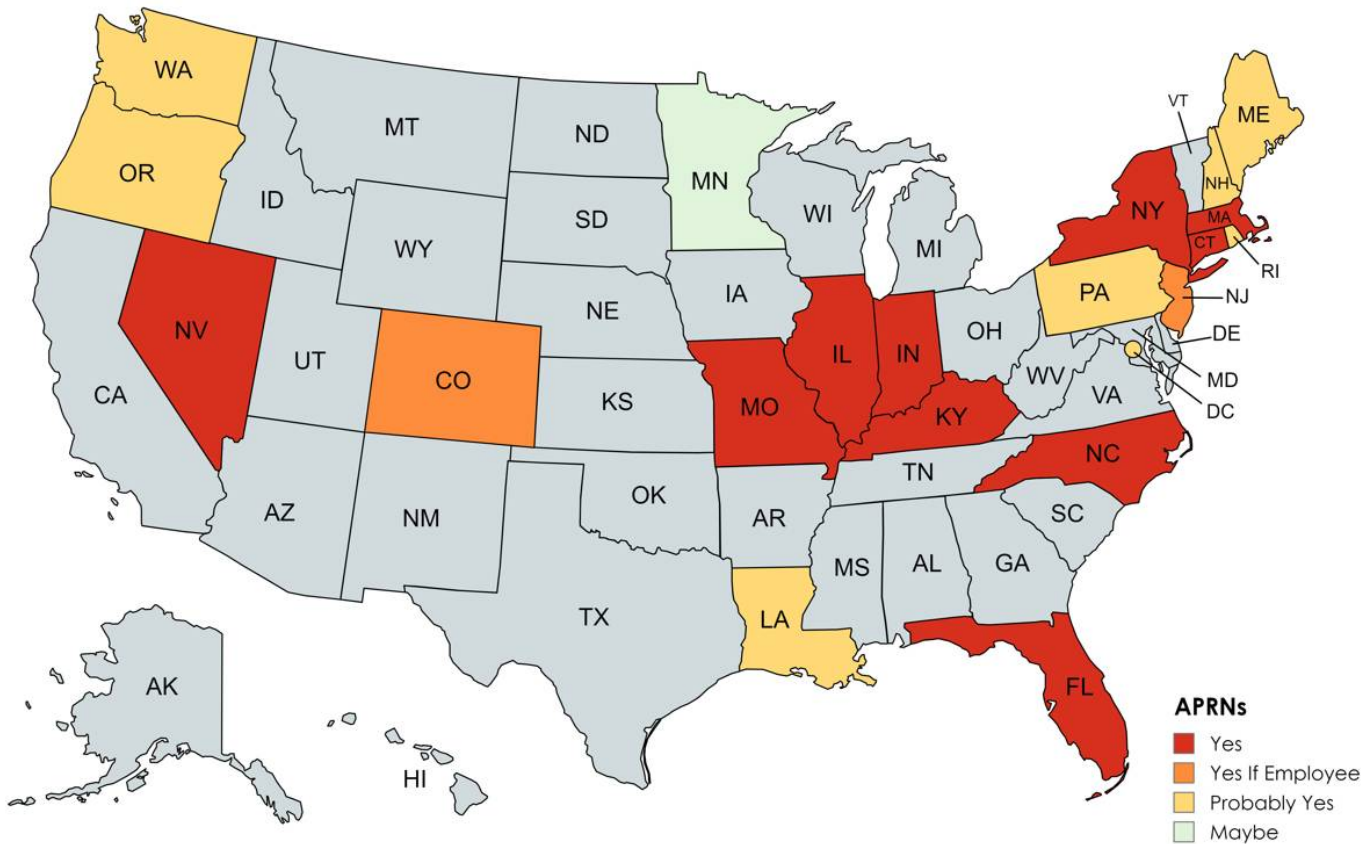 WA
OR
CA
NV
ID
MT
WY
UT
CO
AZ
NM
ND
SD
NE
KS
OK
TX
MN
IA
MO
AR
LA
WI
IL
MI
IN
OH
KY
TN
MS
AL
GA
FL
SC
NC
VA
WV
PA
NY
VT
NH
ME
MA
CT
RI
NJ
DE
MD
DC
AK
HI
APRNs
Yes
Yes If Employee
Probably Yes
Maybe